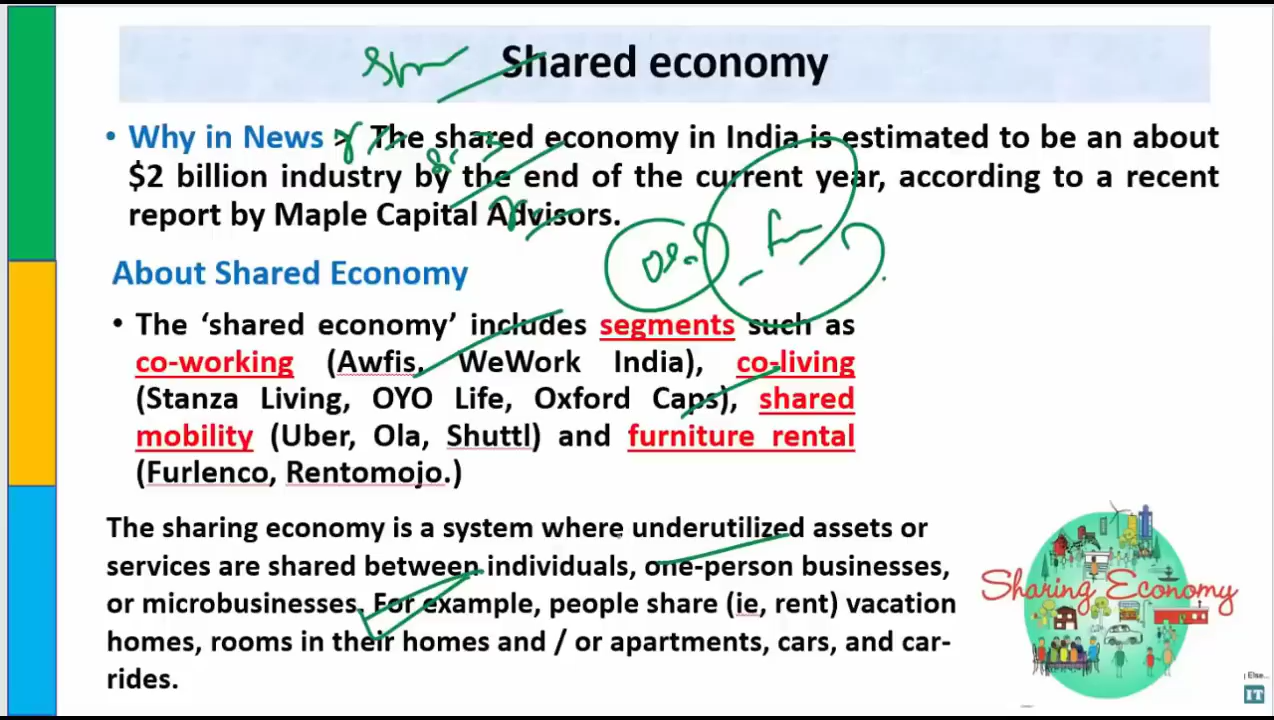 Shared economy
• Why in News The shared economy in India is estimated to be an about
$2 billion industry by the end of the current year, according to a recent
report by Maple Capital Advisors.
About Shared Economy
• The ‘shared economy’ includes segments such as
co-working (Awfis, WeWork India), co-living
(Stanza Living, OYO Life, Oxford Caps), shared
mobility (Uber, Ola, Shuttl) and furniture rental
(Furlenco, Rentomojo.)
The sharing economy is a system where underutilized assets or
services are shared between individuals, one-person businesses,
or microbusinesses. For example, people share (ie, rent) vacation
homes, rooms in their homes and / or apartments, cars, and car-
rides.
Sharing Economy
IT